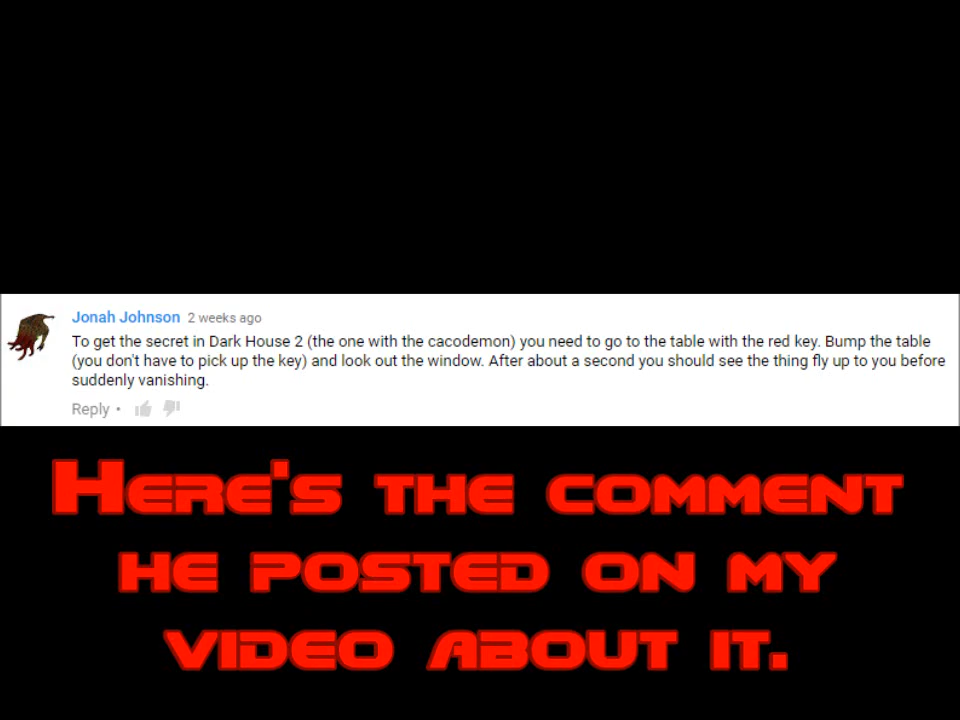 Jonah Johnson 2 weeks ago
To get the secret in Dark House 2 (the one with the cacodemon) you need to go to the table with the red key. Bump the table
(you don't have to pick up the key) and look out the window. After about a second you should see the thing fly up to you before
suddenly vanishing.
Reply •
Here's the comment
he posted on my
video about it.